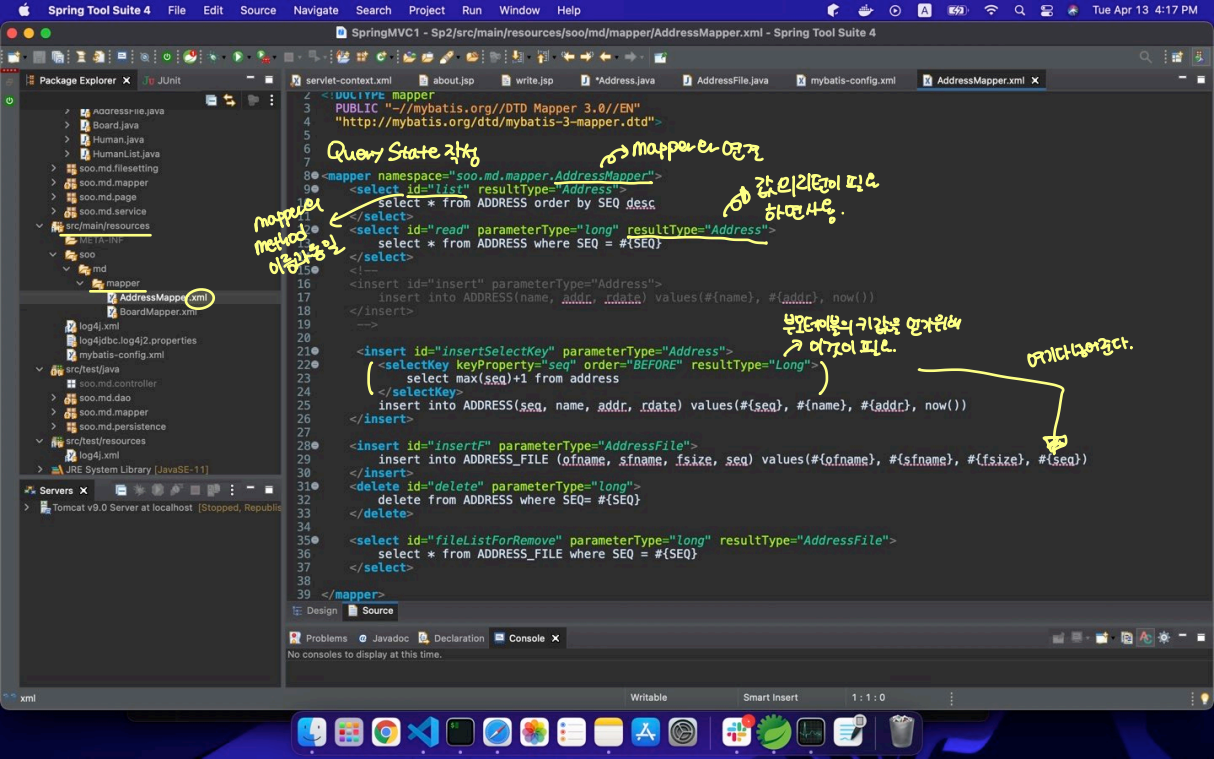 Spring Tool Suite 4 File Edit Source Navigate Search Project Run Window Help
Tue Apr 13 4:17 PM
SpringMVC1 - Sp2/src/main/resources/soo/md/mapper/AddressMapper.xml - Spring Tool Suite 4
Package Explorer JUnit
servlet-context.xml about.jsp write.jsp *Address.java AddressFile.java mybatis-config.xml AddressMapper.xml
AddressFile.java
Board.java
Human.java
HumanList.java
soo.md.filesetting
soo.md.mapper
soo.md.page
soo.md.service
src/main/resources
META-INF
soo
md
mapper
AddressMapper.xml
BoardMapper.xml
log4j.xml
log4jdbc.log4j2.properties
mybatis-config.xml
src/test/java
soo.md.controller
soo.md.dao
soo.md.mapper
soo.md.persistence
src/test/resources
log4j.xml
JRE System Library [JavaSE-11]
Servers
Tomcat v9.0 Server at localhost [Stopped, Republis
2 <!DOCTYPE mapper
3 PUBLIC "-//mybatis.org//DTD Mapper 3.0//EN"
4 "http://mybatis.org/dtd/mybatis-3-mapper.dtd">
5
6
Query State 작성
mapper와 연결
7
8 <mapper namespace="soo.md.mapper.AddressMapper">
9 <select id="list" resultType="Address">
값의 리턴이 필요
하면 사용.
select * from ADDRESS order by SEQ desc
11 </select>
mapper의
method
이름과 동일
<select id="read" parameterType="long" resultType="Address">
13 select * from ADDRESS where SEQ = #{SEQ}
</select>
15 <!--
16 <insert id="insert" parameterType="Address">
17 insert into ADDRESS(name, addr, rdate) values(#{name}, #{addr}, now())
18 </insert>
19 -->
20
부모테이블의 키값을 얻기위해
이것이 필요.
여기다 넣어준다.
21 <insert id="insertSelectKey" parameterType="Address">
22 <selectKey keyProperty="seq" order="BEFORE" resultType="Long">
23 select max(seq)+1 from address
24 </selectKey>
25 insert into ADDRESS(seq, name, addr, rdate) values(#{seq}, #{name}, #{addr}, now())
26 </insert>
27
28 <insert id="insertF" parameterType="AddressFile">
29 insert into ADDRESS_FILE (ofname, sfname, fsize, seq) values(#{ofname}, #{sfname}, #{fsize}, #{seq})
30 </insert>
31 <delete id="delete" parameterType="long">
32 delete from ADDRESS where SEQ= #{SEQ}
33 </delete>
34
35 <select id="fileListForRemove" parameterType="long" resultType="AddressFile">
36 select * from ADDRESS_FILE where SEQ = #{SEQ}
37 </select>
38
39 </mapper>
Design Source
Problems Javadoc Declaration Console
No consoles to display at this time.
xml Writable Smart Insert 1 : 1 : 0